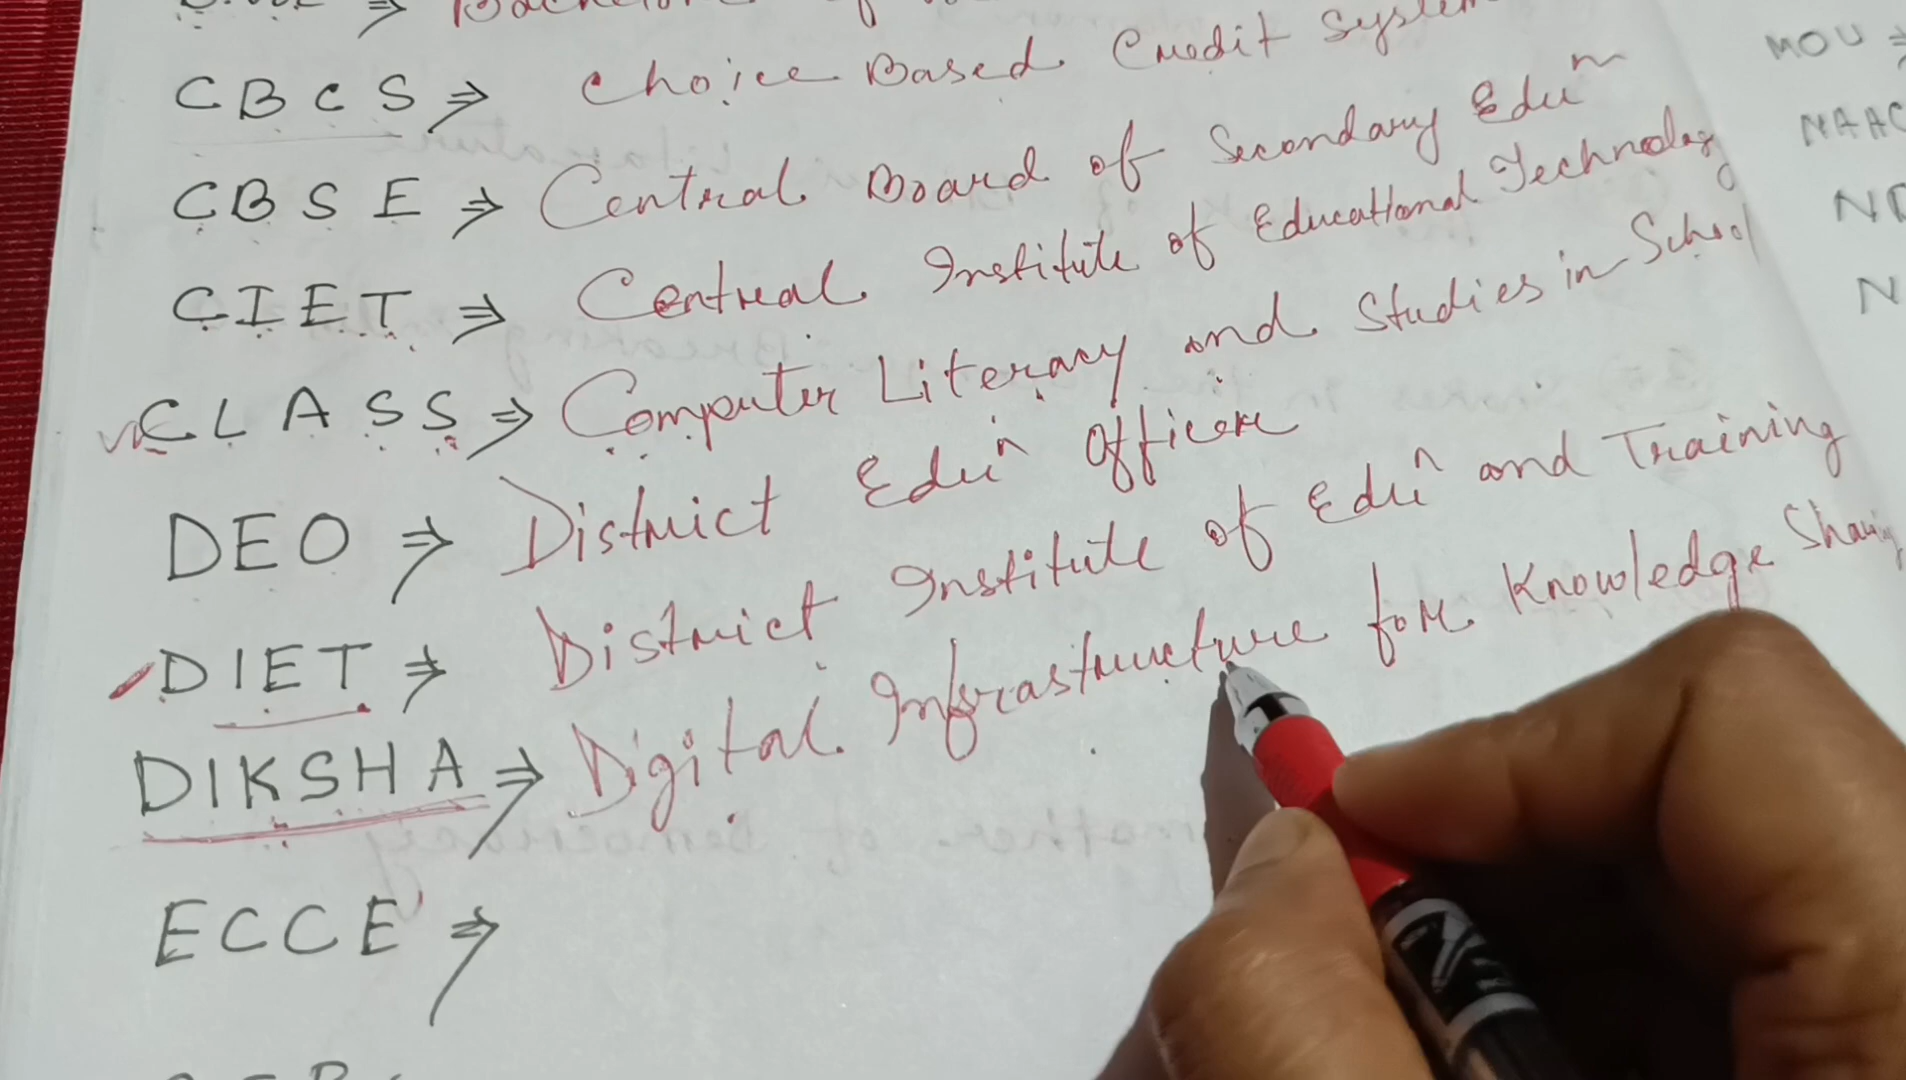 CBCS ⇒ Choice Based Credit System
CBSE ⇒ Central Board of Secondary Eduⁿ
CIET ⇒ Central Institute of Educational Technology
CLASS ⇒ Computer Literacy and Studies in School
DEO ⇒ District Eduⁿ Officer
DIET ⇒ District Institute of Eduⁿ and Training
DIKSHA ⇒ Digital Infrastructure for Knowledge Sharing
ECCE ⇒
MOU ⇒
NAAC